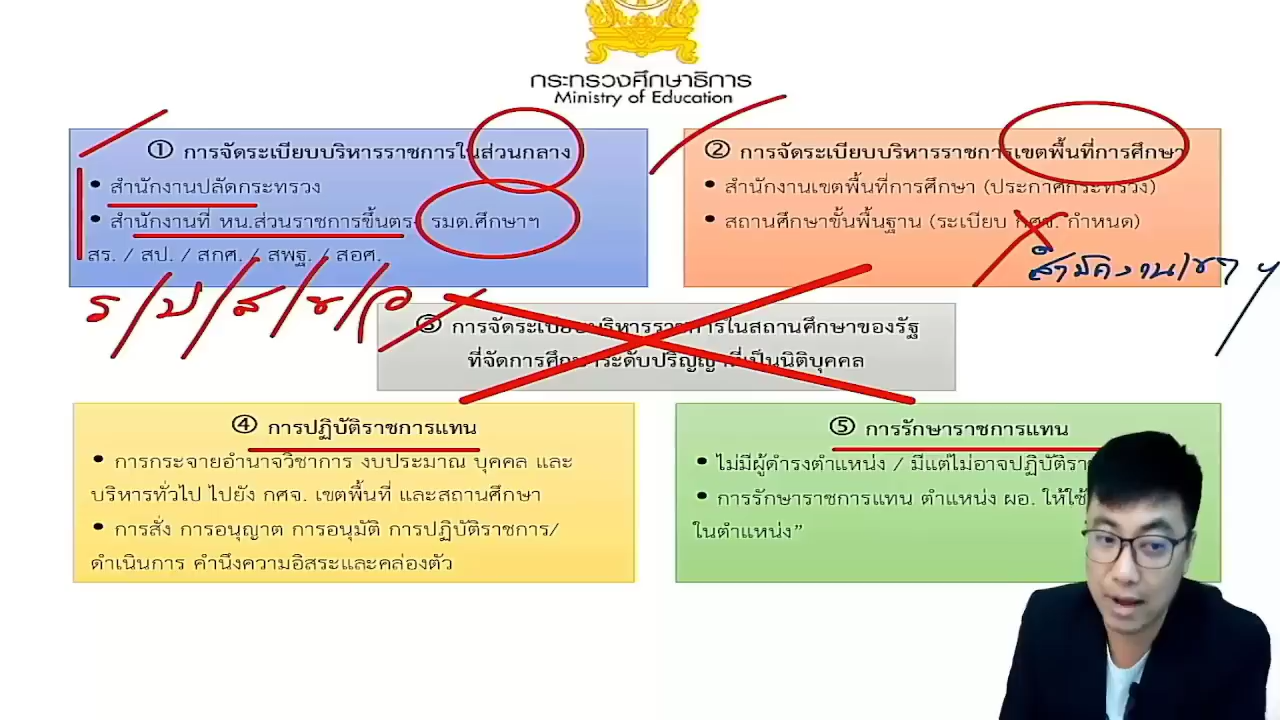 กระทรวงศึกษาธิการ
Ministry of Education
① การจัดระเบียบบริหารราชการในส่วนกลาง
• สำนักงานปลัดกระทรวง
• สำนักงานที่ หน.ส่วนราชการขึ้นตรง รมต.ศึกษาฯ
สร. / สป. / สกศ. / สพฐ. / สอศ.
ร/ป/ส/ช/อ
② การจัดระเบียบบริหารราชการเขตพื้นที่การศึกษา
• สำนักงานเขตพื้นที่การศึกษา (ประกาศกระทรวง)
• สถานศึกษาขั้นพื้นฐาน (ระเบียบ กศจ. กำหนด)
③ การจัดระเบียบบริหารราชการในสถานศึกษาของรัฐ
ที่จัดการศึกษาระดับปริญญาที่เป็นนิติบุคคล
④ การปฏิบัติราชการแทน
• การกระจายอำนาจวิชาการ งบประมาณ บุคคล และ
บริหารทั่วไป ไปยัง กศจ. เขตพื้นที่ และสถานศึกษา
• การสั่ง การอนุญาต การอนุมัติ การปฏิบัติราชการ/
ดำเนินการ คำนึงความอิสระและคล่องตัว
⑤ การรักษาราชการแทน
• ไม่มีผู้ดำรงตำแหน่ง / มีแต่ไม่อาจปฏิบัติรา
• การรักษาราชการแทน ตำแหน่ง ผอ. ให้ใช้
ในตำแหน่ง”